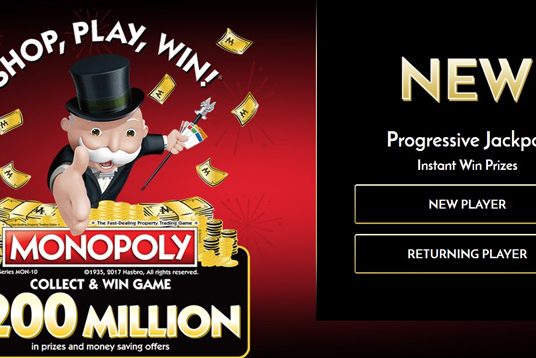 SHOP, PLAY, WIN!
The Fast-Dealing Property Trading Game
MONOPOLY
Series MON-10 ©1935, 2017 Hasbro, All rights reserved.
COLLECT & WIN GAME
200 MILLION
in prizes and money saving offers
NEW
Progressive Jackpo
Instant Win Prizes
NEW PLAYER
RETURNING PLAYER